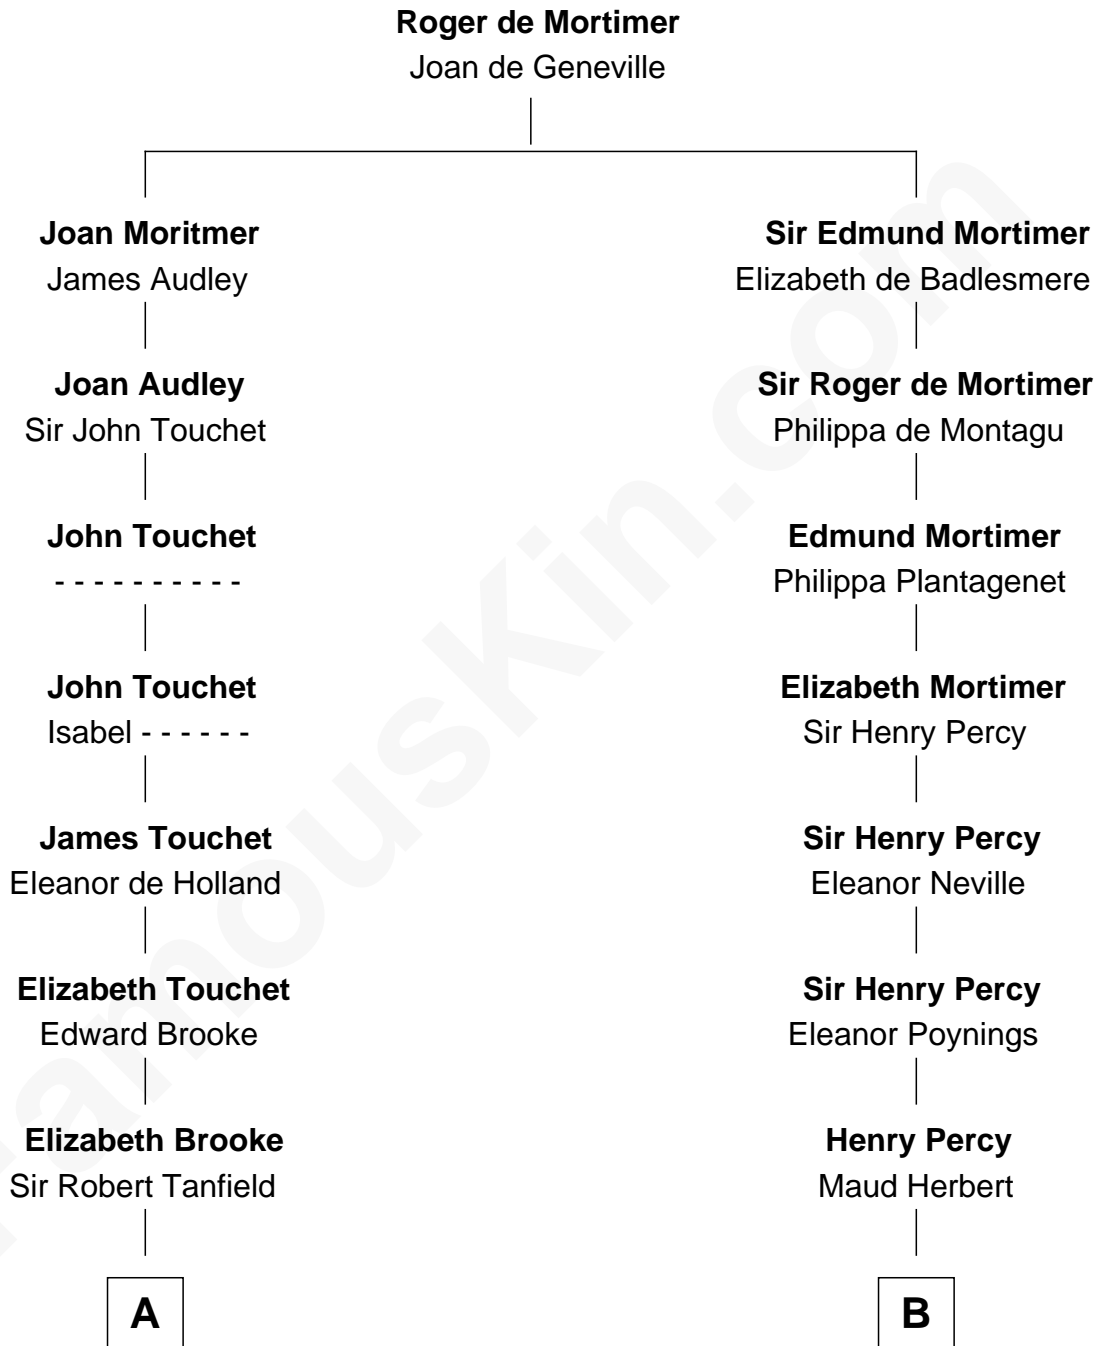 Roger de Mortimer
Joan de Geneville
Joan Moritmer
James Audley
Joan Audley
Sir John Touchet
John Touchet
- - - - - - - - - -
John Touchet
Isabel - - - - - -
James Touchet
Eleanor de Holland
Elizabeth Touchet
Edward Brooke
Elizabeth Brooke
Sir Robert Tanfield
A
Sir Edmund Mortimer
Elizabeth de Badlesmere
Sir Roger de Mortimer
Philippa de Montagu
Edmund Mortimer
Philippa Plantagenet
Elizabeth Mortimer
Sir Henry Percy
Sir Henry Percy
Eleanor Neville
Sir Henry Percy
Eleanor Poynings
Henry Percy
Maud Herbert
B
FamousKin.com